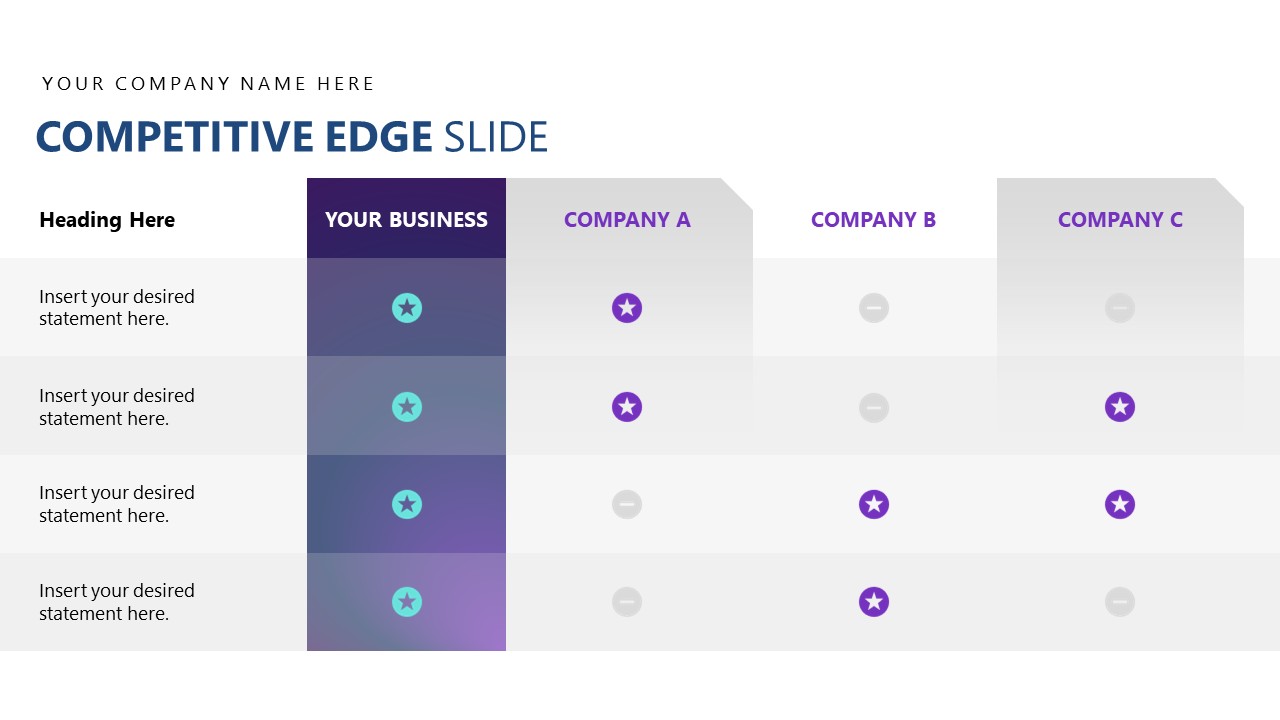 YOUR COMPANY NAME HERE
COMPETITIVE EDGE SLIDE
Heading Here
YOUR BUSINESS
COMPANY A
COMPANY B
COMPANY C
Insert your desired
statement here.
Insert your desired
statement here.
Insert your desired
statement here.
Insert your desired
statement here.